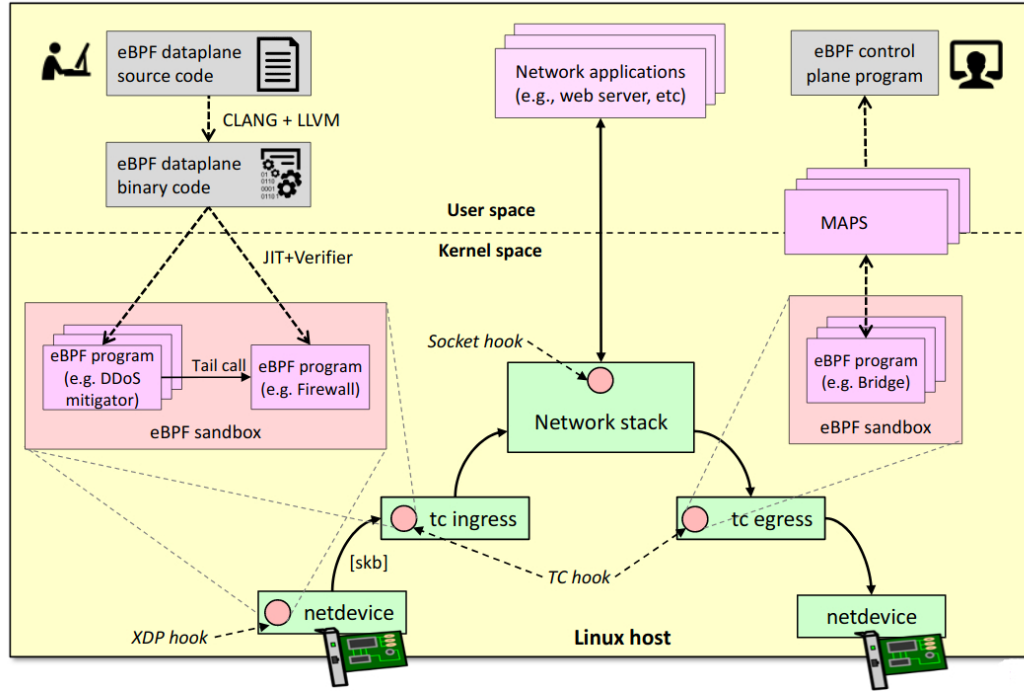 eBPF dataplane
source code
CLANG + LLVM
eBPF dataplane
binary code
Network applications
(e.g., web server, etc)
eBPF control
plane program
MAPS
User space
Kernel space
JIT+Verifier
eBPF program
(e.g. DDoS
mitigator)
Tail call
eBPF program
(e.g. Firewall)
eBPF sandbox
Socket hook
Network stack
eBPF program
(e.g. Bridge)
eBPF sandbox
tc ingress
tc egress
[skb]
TC hook
netdevice
XDP hook
netdevice
Linux host